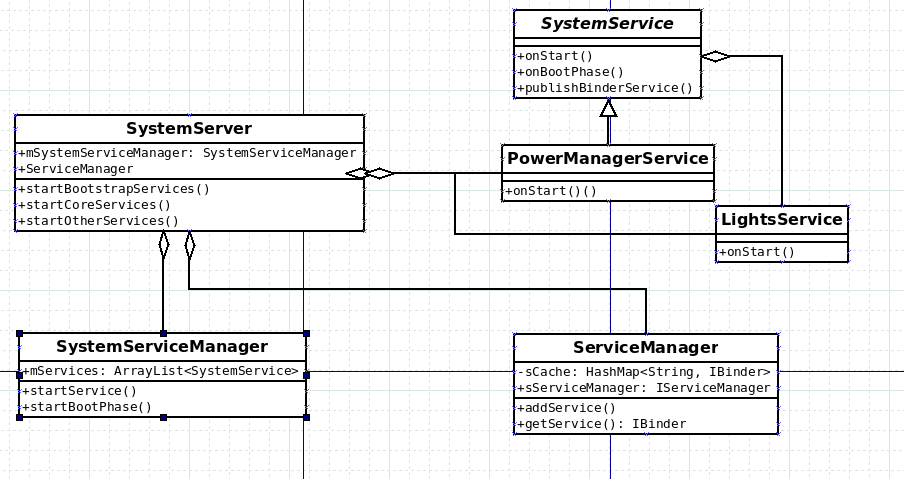 SystemService
+onStart()
+onBootPhase()
+publishBinderService()
SystemServer
+mSystemServiceManager: SystemServiceManager
+ServiceManager
+startBootstrapServices()
+startCoreServices()
+startOtherServices()
PowerManagerService
+onStart()()
LightsService
+onStart()
SystemServiceManager
+mServices: ArrayList<SystemService>
+startService()
+startBootPhase()
ServiceManager
-sCache: HashMap<String, IBinder>
+sServiceManager: IServiceManager
+addService()
+getService(): IBinder